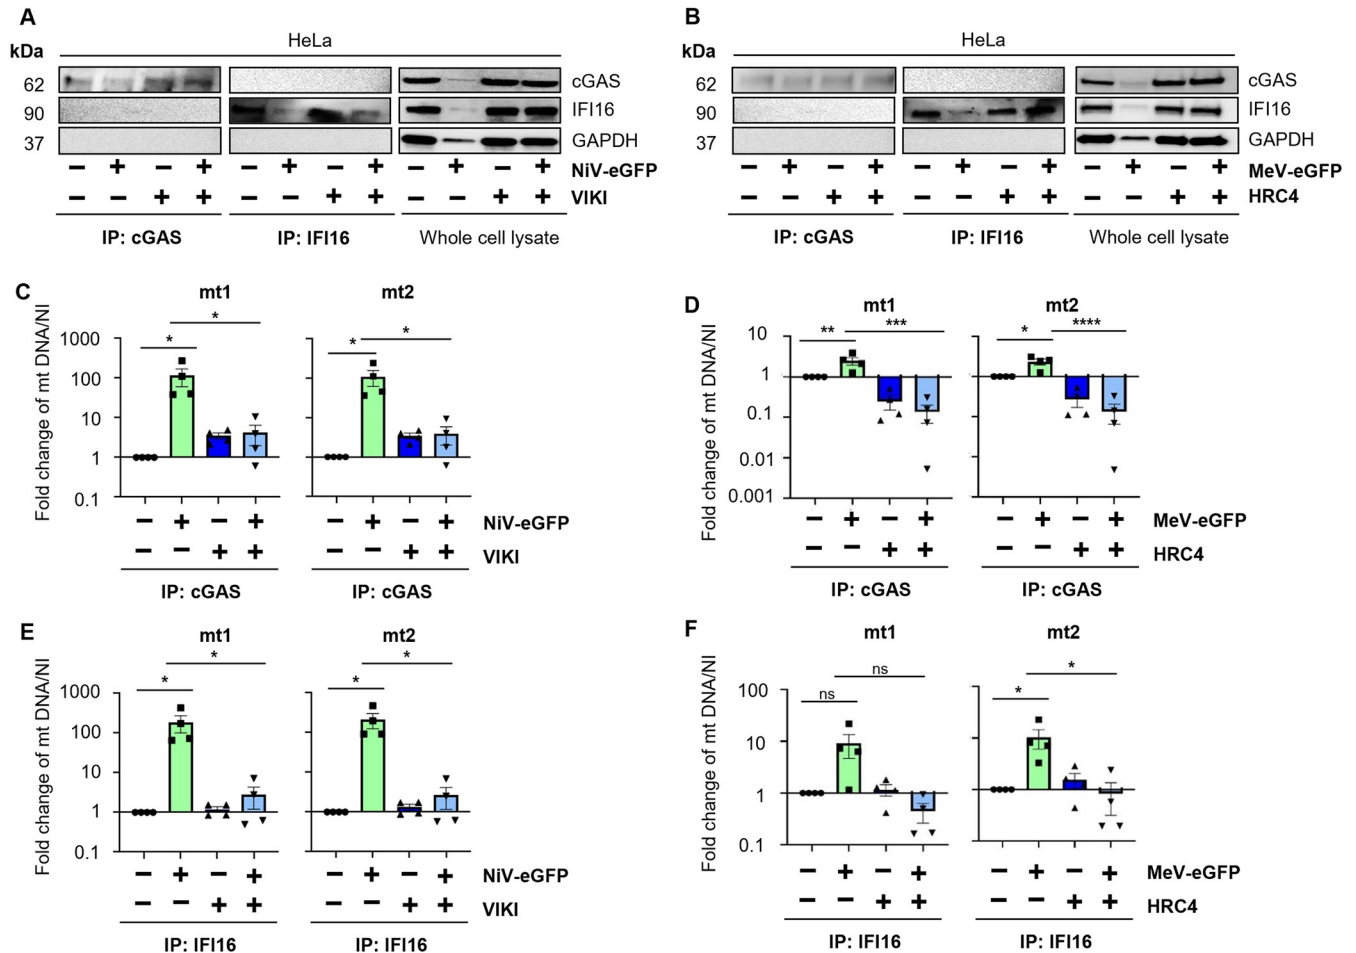 A
HeLa
kDa
62
90
37
cGAS
IFI16
GAPDH
− + − + − + − + − + − + NiV-eGFP
− − + + − − + + − − + + VIKI
IP: cGAS IP: IFI16 Whole cell lysate
B
HeLa
kDa
62
90
37
cGAS
IFI16
GAPDH
− + − + − + − + − + − + MeV-eGFP
− − + + − − + + − − + + HRC4
IP: cGAS IP: IFI16 Whole cell lysate
C
mt1 mt2
Fold change of mt DNA/NI
1000
100
10
1
0.1
* *
* *
− + − + − + − + NiV-eGFP
− − + + − − + + VIKI
IP: cGAS IP: cGAS
D
mt1 mt2
Fold change of mt DNA/NI
10
1
0.1
0.01
0.001
** *** * ****
− + − + − + − + MeV-eGFP
− − + + − − + + HRC4
IP: cGAS IP: cGAS
E
mt1 mt2
Fold change of mt DNA/NI
1000
100
10
1
0.1
* *
* *
− + − + − + − + NiV-eGFP
− − + + − − + + VIKI
IP: IFI16 IP: IFI16
F
mt1 mt2
Fold change of mt DNA/NI
100
10
1
0.1
ns *
ns *
− + − + − + − + MeV-eGFP
− − + + − − + + HRC4
IP: IFI16 IP: IFI16